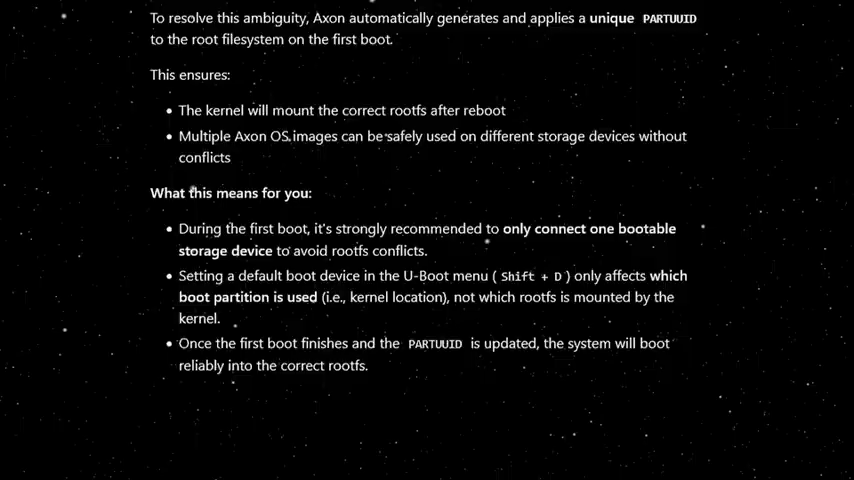 To resolve this ambiguity, Axon automatically generates and applies a unique PARTUUID
to the root filesystem on the first boot.
This ensures:
• The kernel will mount the correct rootfs after reboot
• Multiple Axon OS images can be safely used on different storage devices without
conflicts
What this means for you:
• During the first boot, it's strongly recommended to only connect one bootable
storage device to avoid rootfs conflicts.
• Setting a default boot device in the U-Boot menu ( Shift + D ) only affects which
boot partition is used (i.e., kernel location), not which rootfs is mounted by the
kernel.
• Once the first boot finishes and the PARTUUID is updated, the system will boot
reliably into the correct rootfs.